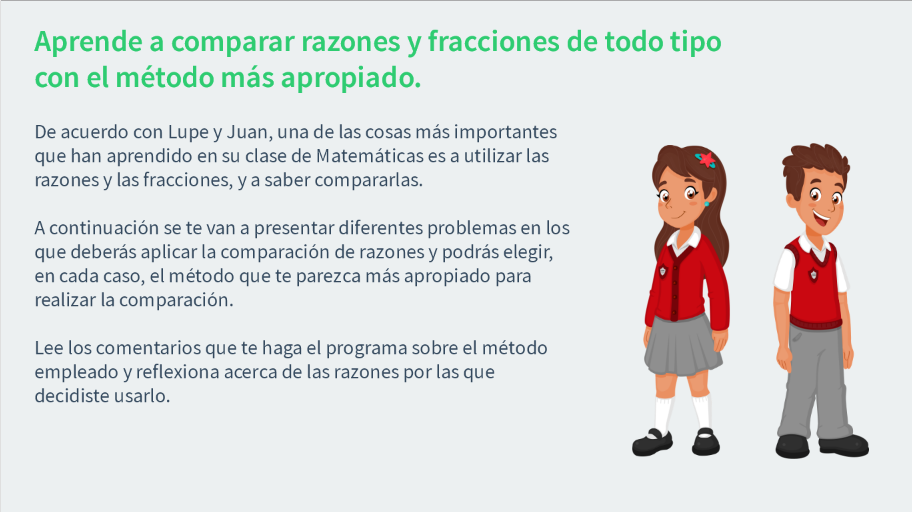 Aprende a comparar razones y fracciones de todo tipo
con el método más apropiado.
De acuerdo con Lupe y Juan, una de las cosas más importantes
que han aprendido en su clase de Matemáticas es a utilizar las
razones y las fracciones, y a saber compararlas.
A continuación se te van a presentar diferentes problemas en los
que deberás aplicar la comparación de razones y podrás elegir,
en cada caso, el método que te parezca más apropiado para
realizar la comparación.
Lee los comentarios que te haga el programa sobre el método
empleado y reflexiona acerca de las razones por las que
decidiste usarlo.